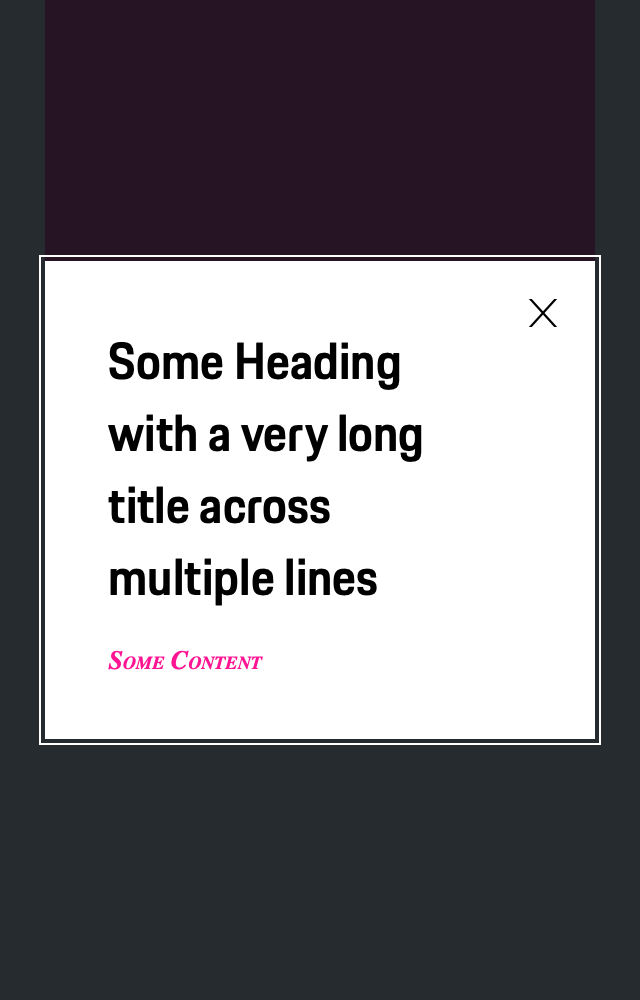 Some Heading
with a very long
title across
multiple lines
Some Content